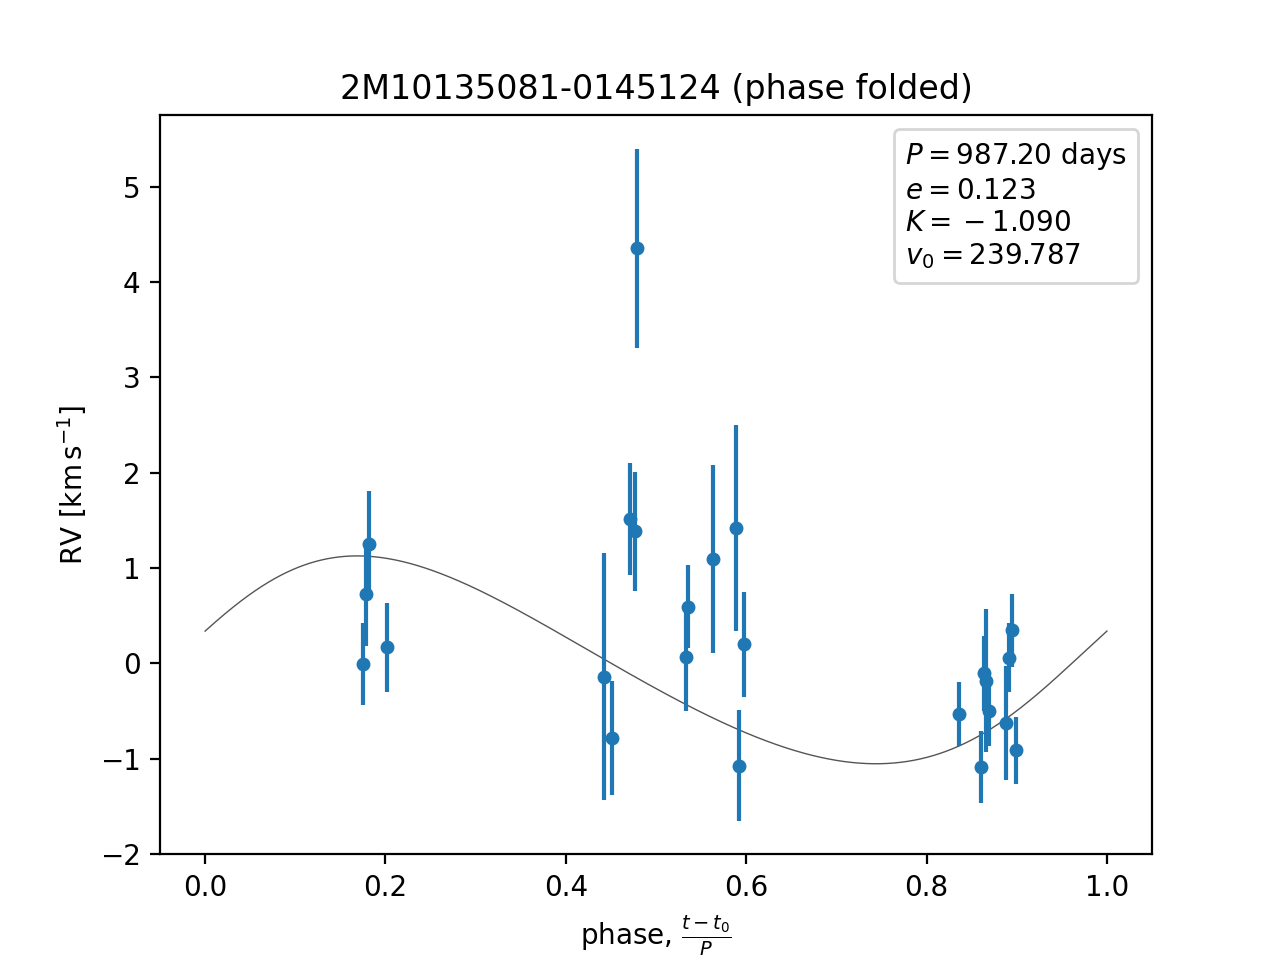 2M10135081-0145124 (phase folded)
P = 987.20 days
e = 0.123
K = −1.090
v₀ = 239.787
RV [km s⁻¹]
5
4
3
2
1
0
−1
−2
0.0 0.2 0.4 0.6 0.8 1.0
phase, (t − t₀)/P